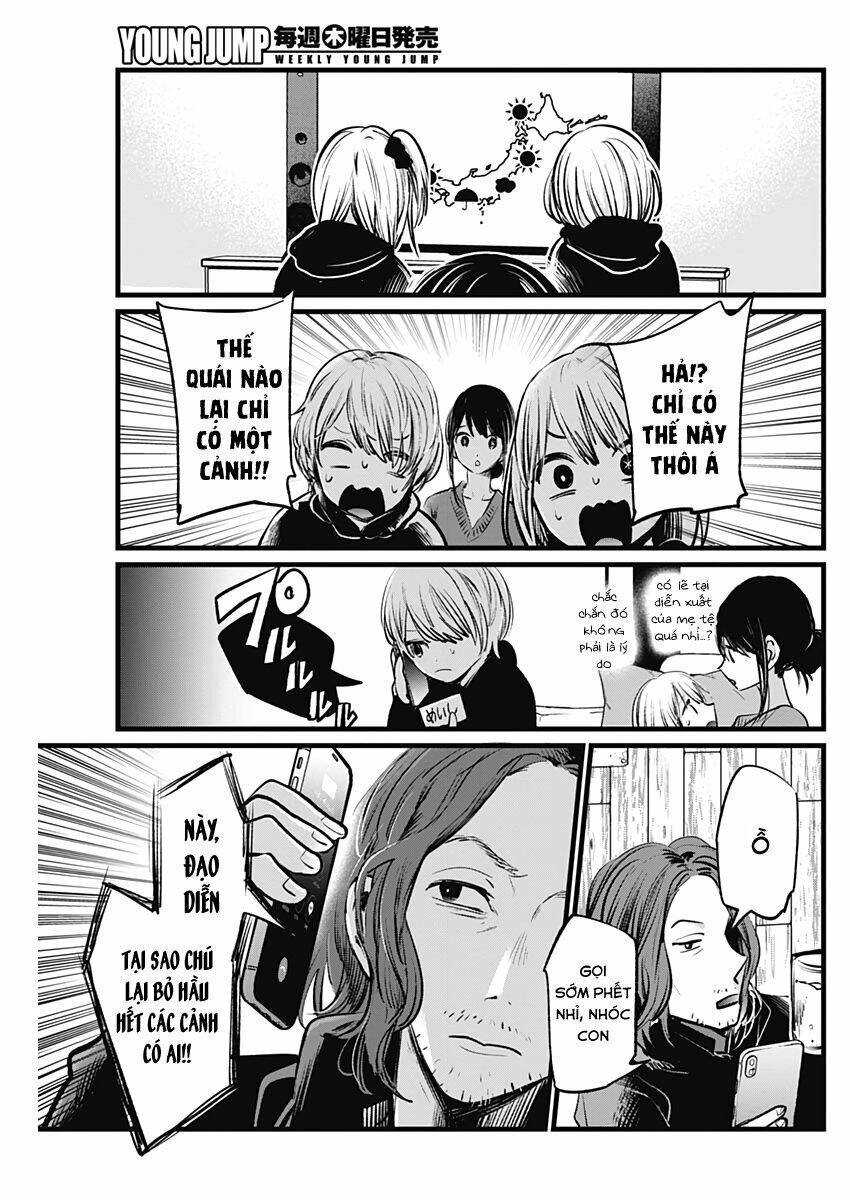 YOUNG JUMP 毎週木曜日発売
WEEKLY YOUNG JUMP
HẢ!?
CHỈ CÓ
THẾ NÀY
THÔI Á
THẾ
QUÁI NÀO
LẠI CHỈ
CÓ MỘT
CẢNH!!
có lẽ tại
diễn xuất
của mẹ tệ
quá nhỉ...?
chắc
chắn đó
không
phải là lý
do
めいん
プルルルル
Ồ
GỌI
SỚM PHẾT
NHỈ, NHÓC
CON
NÀY,
ĐẠO
DIỄN
TẠI SAO CHÚ
LẠI BỎ HẦU
HẾT CÁC CẢNH
CÓ AI!!